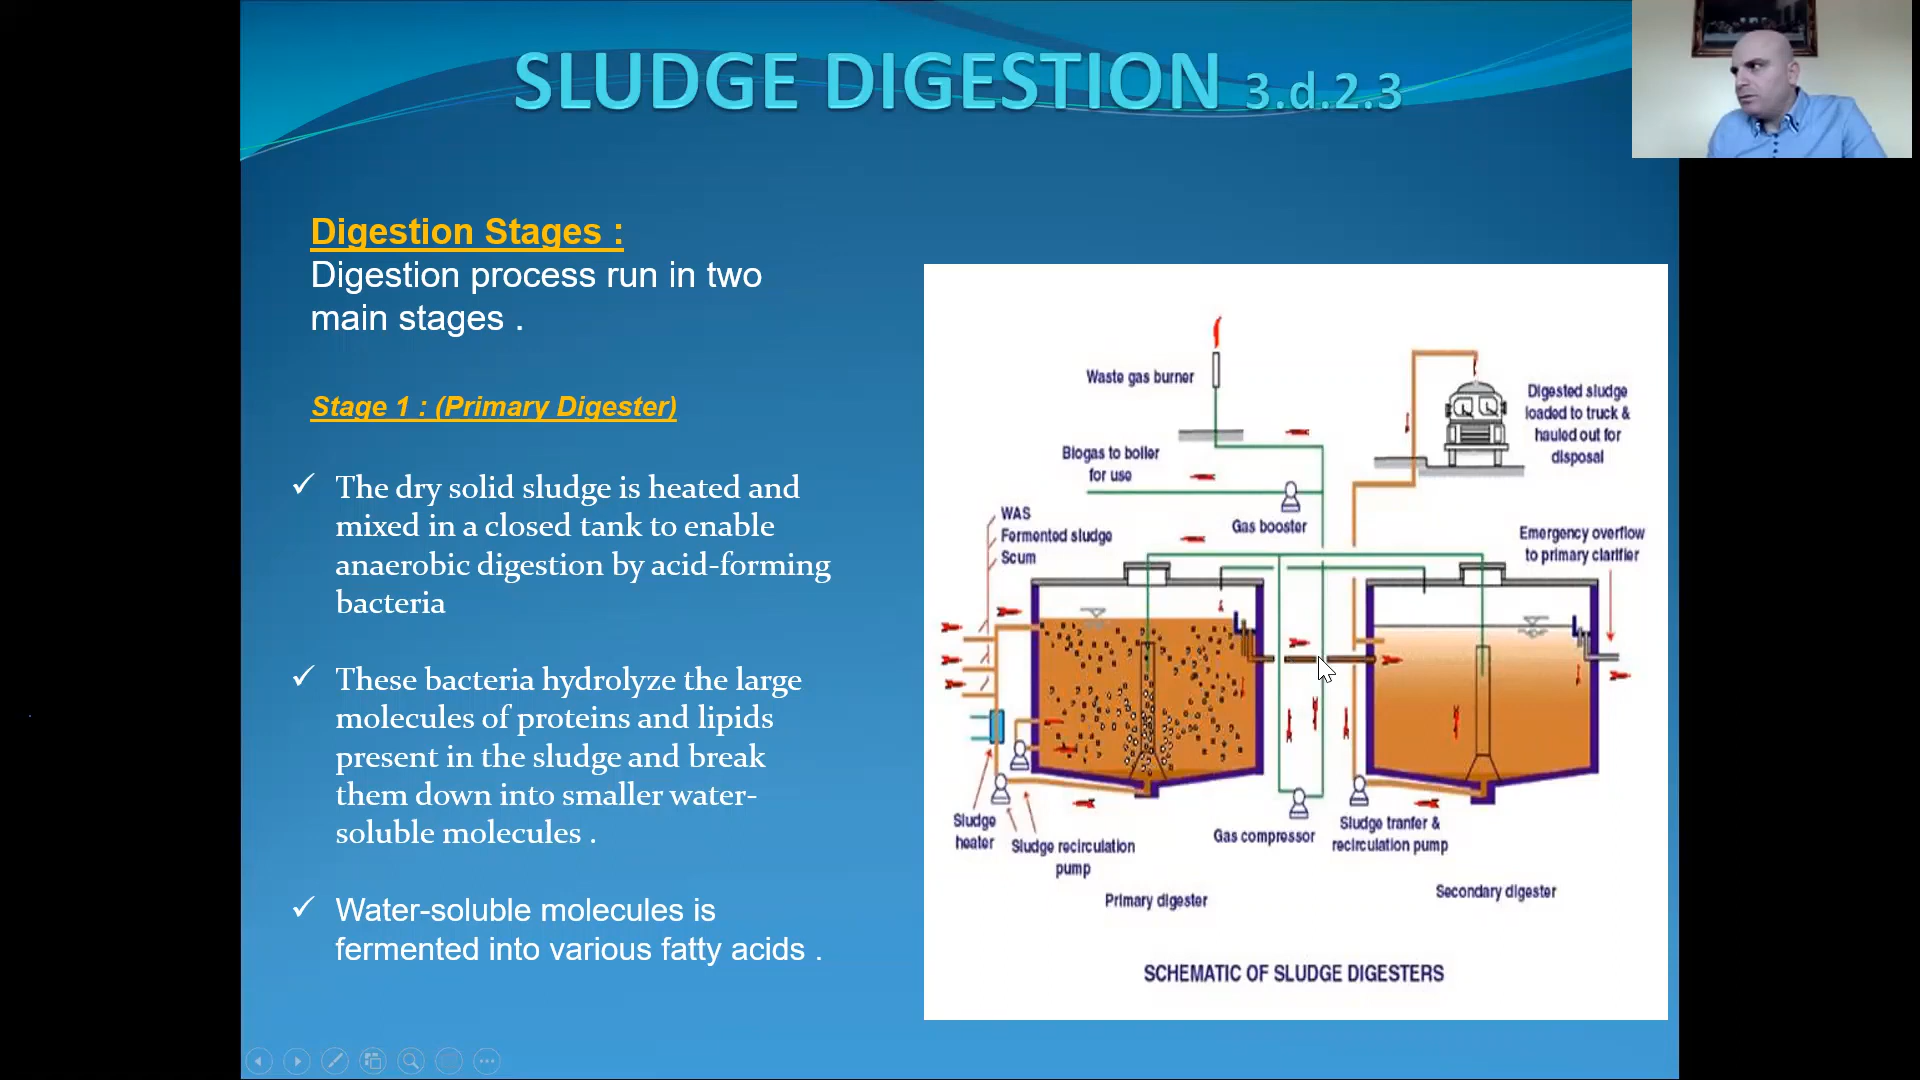 SLUDGE DIGESTION 3.d.2.3
Digestion Stages :
Digestion process run in two
main stages .
Stage 1 : (Primary Digester)
✓ The dry solid sludge is heated and
mixed in a closed tank to enable
anaerobic digestion by acid-forming
bacteria
✓ These bacteria hydrolyze the large
molecules of proteins and lipids
present in the sludge and break
them down into smaller water-
soluble molecules .
✓ Water-soluble molecules is
fermented into various fatty acids .
Waste gas burner
Digested sludge
loaded to truck &
hauled out for
disposal
Biogas to boiler
for use
Gas booster
WAS
Fermented sludge
Scum
Emergency overflow
to primary clarifier
Sludge
heater
Sludge recirculation
pump
Gas compressor
Sludge tranfer &
recirculation pump
Primary digester
Secondary digester
SCHEMATIC OF SLUDGE DIGESTERS